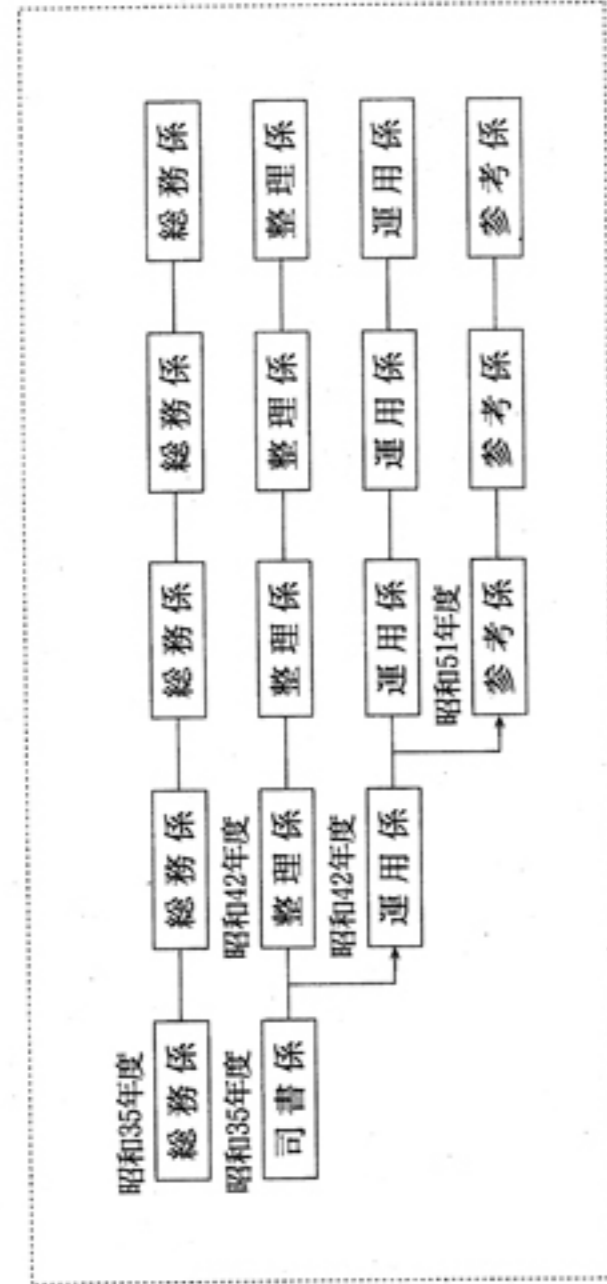 昭和35年度
総務係
総務係
総務係
総務係
総務係
昭和35年度
昭和42年度
司書係
整理係
整理係
整理係
整理係
昭和42年度
運用係
運用係
運用係
運用係
昭和51年度
参考係
参考係
参考係